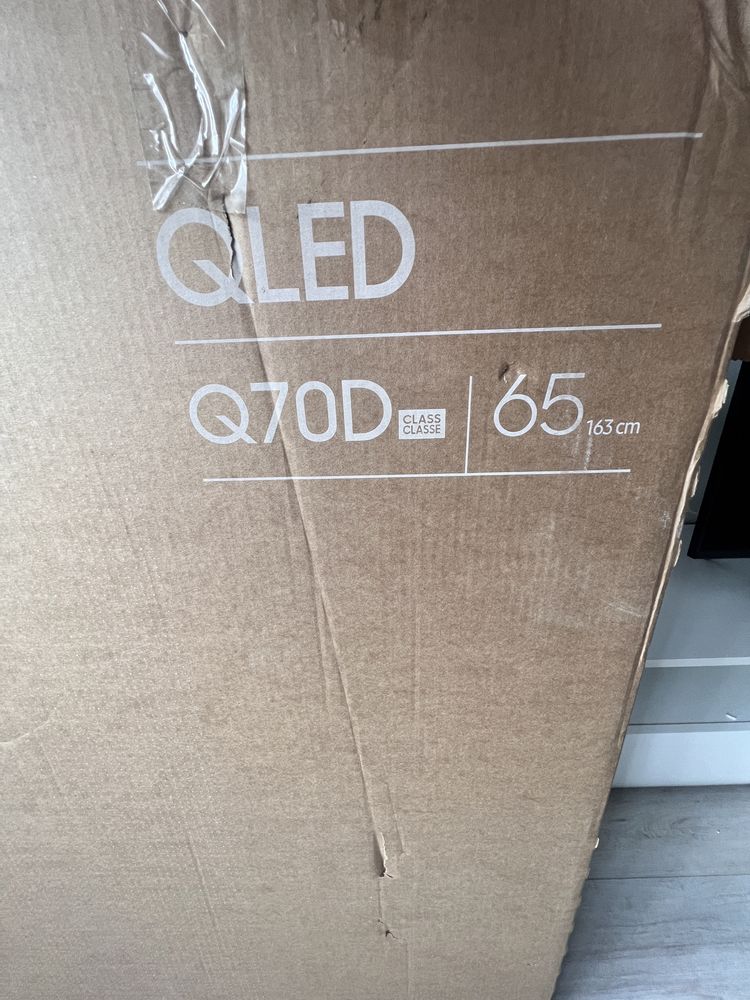 QLED
Q70D CLASS CLASSE 65 163 cm